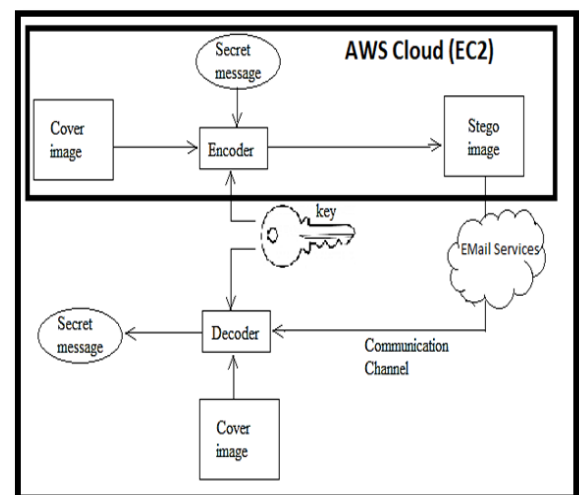 AWS Cloud (EC2)
Secret
message
Cover
image
Encoder
Stego
image
key
EMail Services
Secret
message
Decoder
Communication
Channel
Cover
image